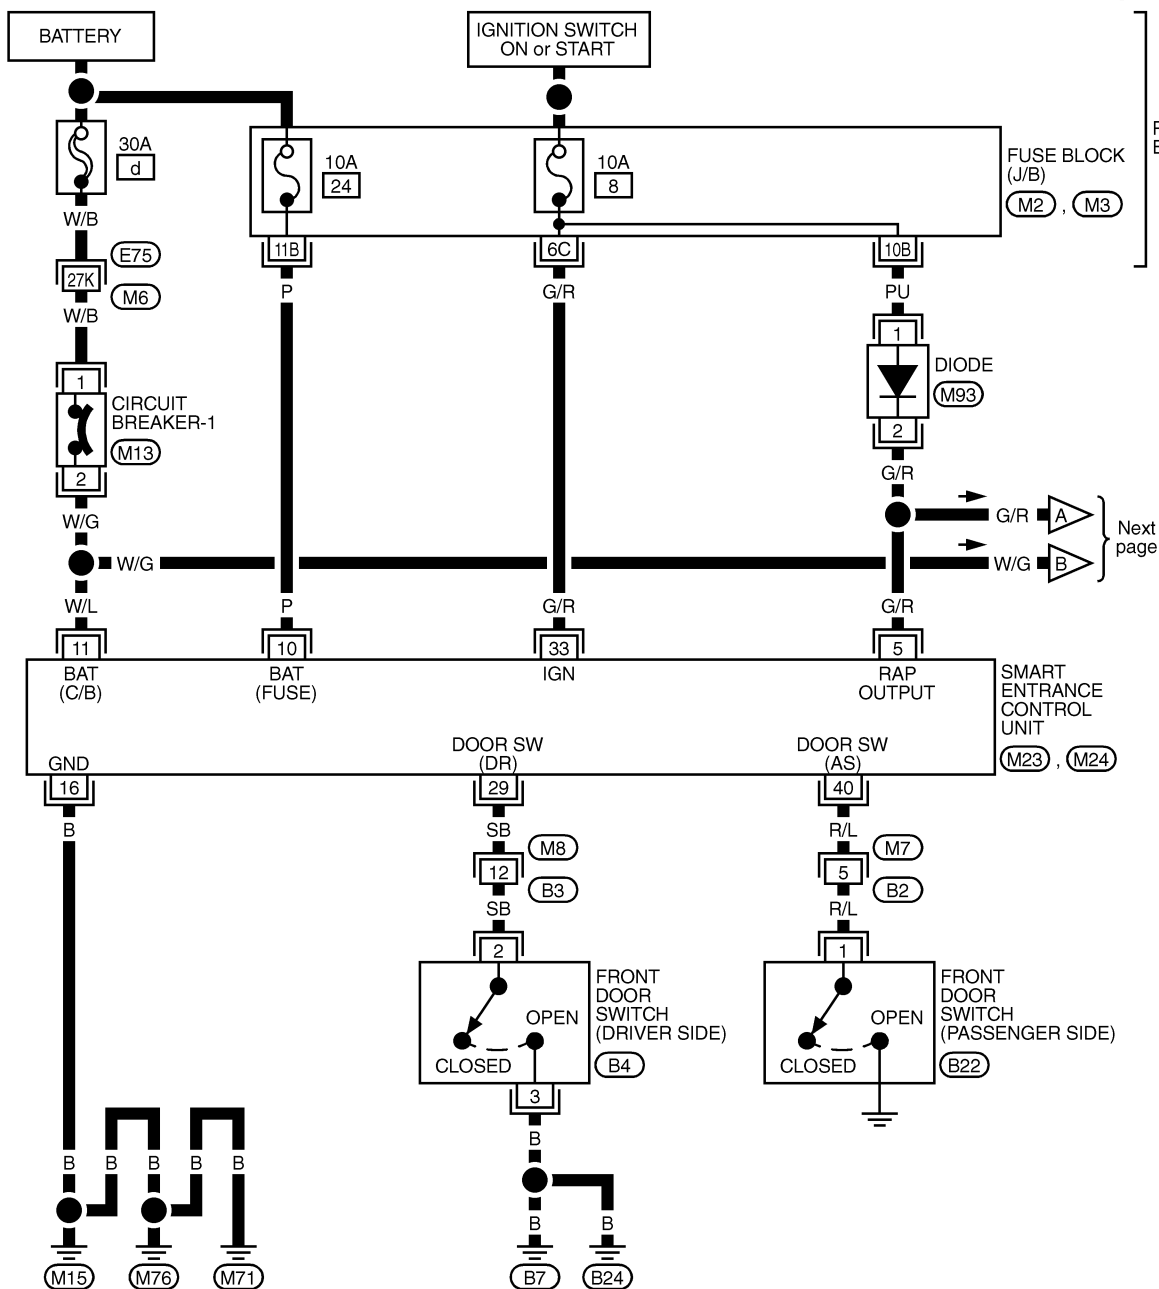 BATTERY
IGNITION SWITCH
ON or START
30A
d
10A
24
10A
8
FUSE BLOCK
(J/B)
M2 , M3
W/B
E75
27K
M6
W/B
11B
6C
10B
P
G/R
PU
1
DIODE
M93
2
G/R
1
CIRCUIT
BREAKER-1
M13
2
W/G
G/R
A
W/G
W/G
B
Next
page
W/L
P
G/R
G/R
11
10
33
5
BAT
(C/B)
BAT
(FUSE)
IGN
RAP
OUTPUT
SMART
ENTRANCE
CONTROL
UNIT
M23 , M24
GND
DOOR SW
(DR)
DOOR SW
(AS)
16
29
40
B
SB
R/L
M8
M7
12
5
B3
B2
SB
R/L
2
1
FRONT
DOOR
SWITCH
(DRIVER SIDE)
B4
OPEN
CLOSED
FRONT
DOOR
SWITCH
(PASSENGER SIDE)
B22
OPEN
CLOSED
3
B
B
B
B
B
B
B
B
M15
M76
M71
B7
B24